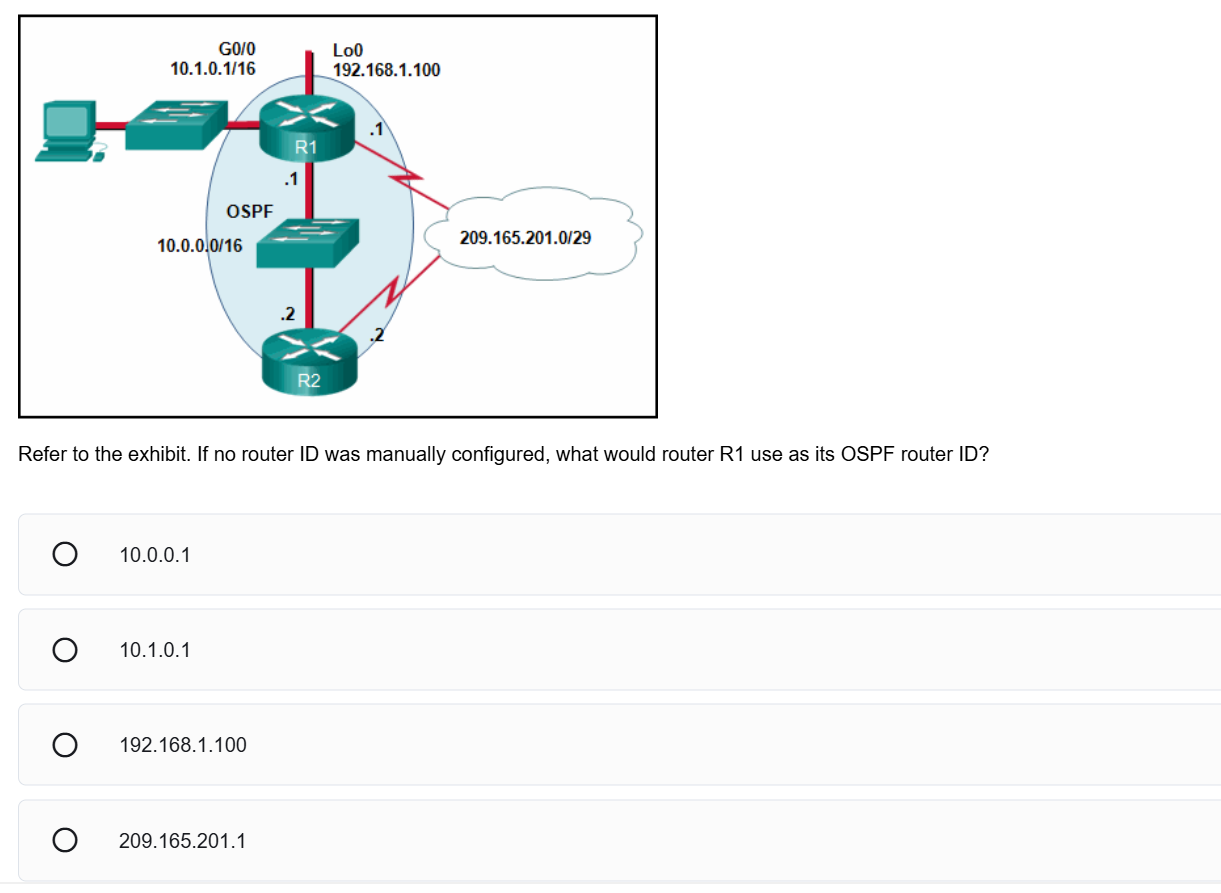 G0/0
10.1.0.1/16
Lo0
192.168.1.100
.1
R1
.1
OSPF
10.0.0.0/16
209.165.201.0/29
.2
.2
R2
Refer to the exhibit. If no router ID was manually configured, what would router R1 use as its OSPF router ID?
10.0.0.1
10.1.0.1
192.168.1.100
209.165.201.1